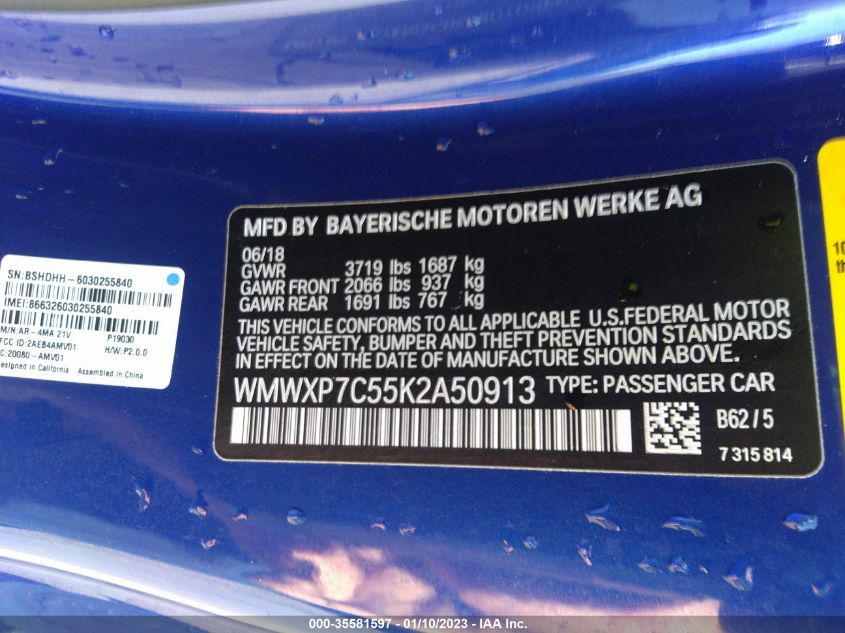 MFD BY BAYERISCHE MOTOREN WERKE AG
06/18
GVWR 3719 lbs 1687 kg
GAWR FRONT 2066 lbs 937 kg
GAWR REAR 1691 lbs 767 kg
THIS VEHICLE CONFORMS TO ALL APPLICABLE U.S.FEDERAL MOTOR
VEHICLE SAFETY, BUMPER AND THEFT PREVENTION STANDARDS
IN EFFECT ON THE DATE OF MANUFACTURE SHOWN ABOVE.
WMWXP7C55K2A50913 TYPE: PASSENGER CAR
B62/5
7 315 814
SN:BSHDHH-6030255840
IMEI:866326030255840
M/N:AR-4MA 21V P19030
FCC ID:2AEB4AMV01 H/W:P2.0.0
C:20080-AMV01
esigned in California Assembled in China
10
th
000-35581597 - 01/10/2023 - IAA Inc.